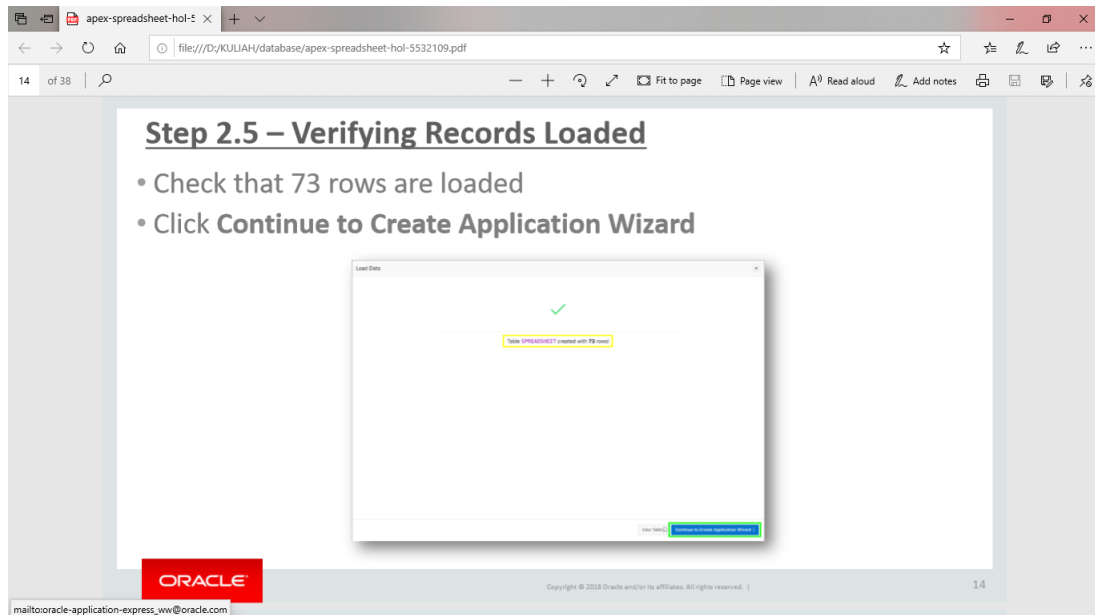 apex-spreadsheet-hol-5
file:///D:/KULIAH/database/apex-spreadsheet-hol-5532109.pdf
14 of 38 Fit to page Page view Read aloud Add notes
Step 2.5 – Verifying Records Loaded
• Check that 73 rows are loaded
• Click Continue to Create Application Wizard
Load Data
Table SPREADSHEET created with 73 rows!
View Table Continue to Create Application Wizard
ORACLE
Copyright © 2018 Oracle and/or its affiliates. All rights reserved. |
14
mailto:oracle-application-express_ww@oracle.com